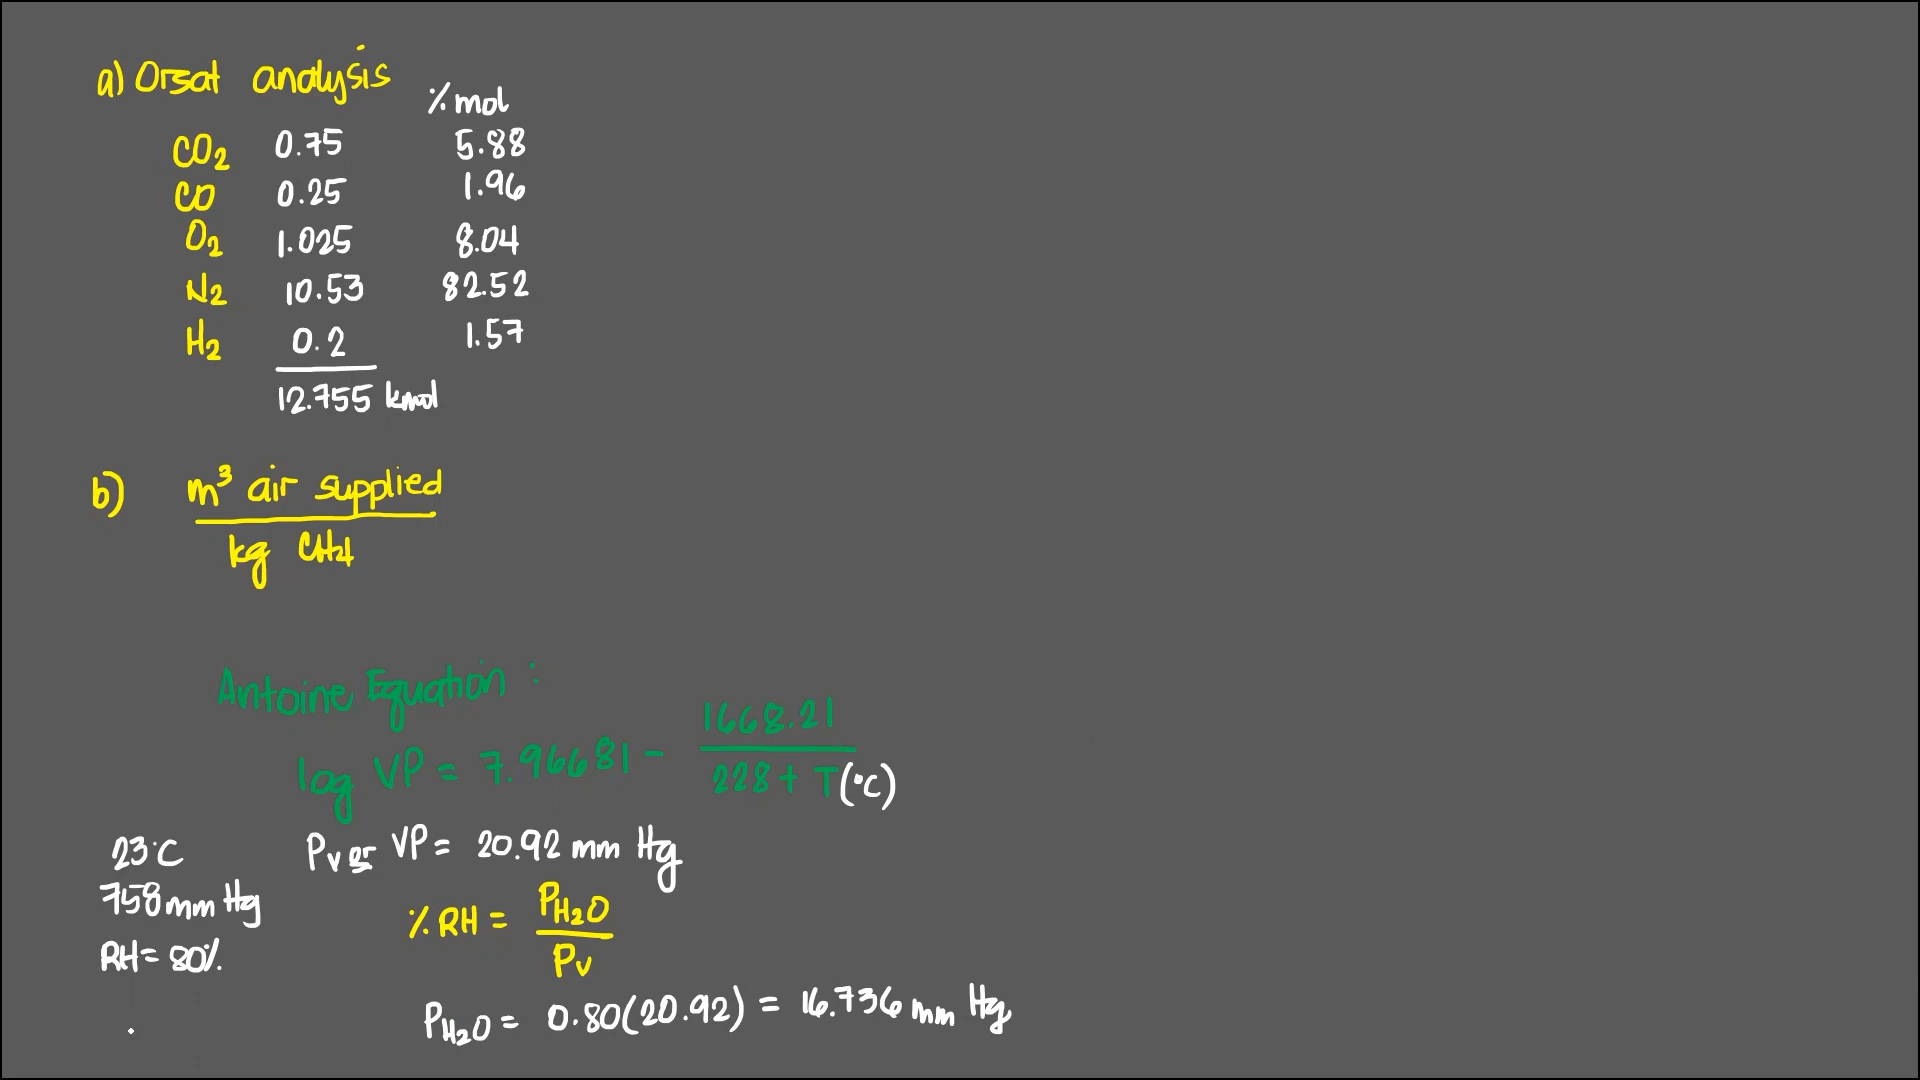 a) Orsat analysis
% mol
CO₂ 0.75 5.88
CO 0.25 1.96
O₂ 1.025 8.04
N₂ 10.53 82.52
H₂ 0.2 1.57
12.755 kmol
b) m³ air supplied
kg CH4
Antoine Equation :
log VP = 7.96681 - 1668.21 / 228 + T(°C)
23°C Pv or VP = 20.92 mm Hg
758 mm Hg
% RH = PH₂O / Pv
RH = 80%
PH₂O = 0.80(20.92) = 16.736 mm Hg